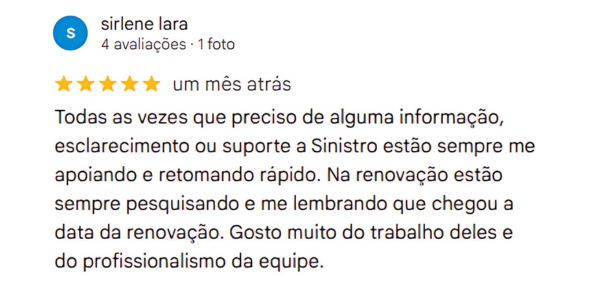 S
sirlene lara
4 avaliações · 1 foto
um mês atrás
Todas as vezes que preciso de alguma informação,
esclarecimento ou suporte a Sinistro estão sempre me
apoiando e retomando rápido. Na renovação estão
sempre pesquisando e me lembrando que chegou a
data da renovação. Gosto muito do trabalho deles e
do profissionalismo da equipe.